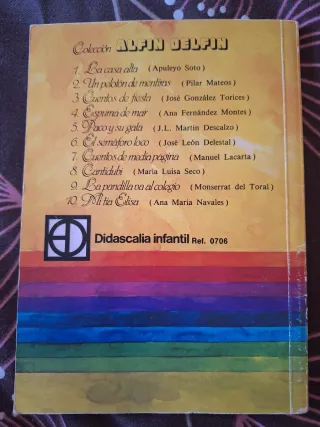 Colección ALFIN DELFIN
1. La casa alta (Apuleyo Soto)
2. Un pelotón de mentiras (Pilar Mateos)
3. Cuentos de fiesta (José González Torices)
4. Espuma de mar (Ana Fernández Montes)
5. Paco y su gata (J.L. Martín Descalzo)
6. El semáforo loco (José León Delestal)
7. Cuentos de media página (Manuel Lacarta)
8. Cantidubi (María Luisa Seco)
9. La pandilla va al colegio (Monserrat del Toral)
10. Mi tía Elisa (Ana María Navales)
Didascalia infantil Ref. 0706